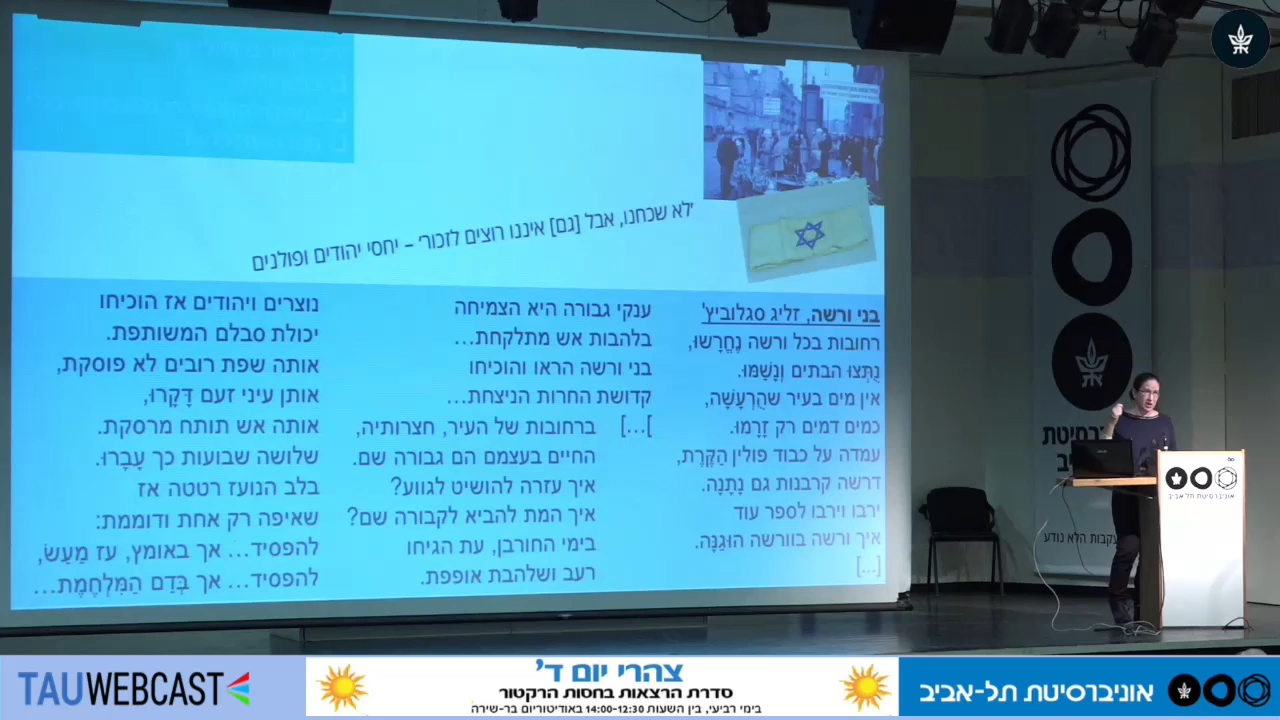 'לא שכחנו, אבל [גם] איננו רוצים לזכור' – יחסי יהודים ופולנים
בני ורשה, זליג סגלוביץ'
רחובות בכל ורשה נֶחֱרָשׁוּ,
נֻתְּצוּ הבתים וְנָשַׁמּוּ.
אין מים בעיר שֶׁהֻרְעָשָׁה,
כמים דמים רק זָרָמוּ.
עמדה על כבוד פולין הַקֶּרֶת,
דרשה קרבנות גם נָתָנָה.
ירבו וירבו לספר עוד
איך ורשה בוורשה הוּגַנָּה.
[...]
ענקי גבורה היא הצמיחה
בלהבות אש מתלקחת...
בני ורשה הראו והוכיחו
קדושת החרות הניצחת...
[...] ברחובות של העיר, חצרותיה,
החיים בעצמם הם גבורה שם.
איך עזרה להושיט לגווע?
איך המת להביא לקבורה שם?
בימי החורבן, עת הגיחו
רעב ושלהבת אופפת.
נוצרים ויהודים אז הוכיחו
יכולת סבלם המשותפת.
אותה שפת רובים לא פוסקת,
אותן עיני זעם דָּקָרוּ,
אותה אש תותח מרסקת.
שלושה שבועות כך עָבָרוּ.
בלב הנועז רטטה אז
שאיפה רק אחת ודוממת:
להפסיד... אך באומץ, עז מַעַשׂ,
להפסיד... אך בְּדַם הַמִּלְחֶמֶת...
אוניברסיטת תל אביב
עקבות הלא נודע
TAUWEBCAST
צהרי יום ד'
סדרת הרצאות בחסות הרקטור
בימי רביעי, בין השעות 14:00-12:30 באודיטוריום בר-שירה
אוניברסיטת תל-אביב